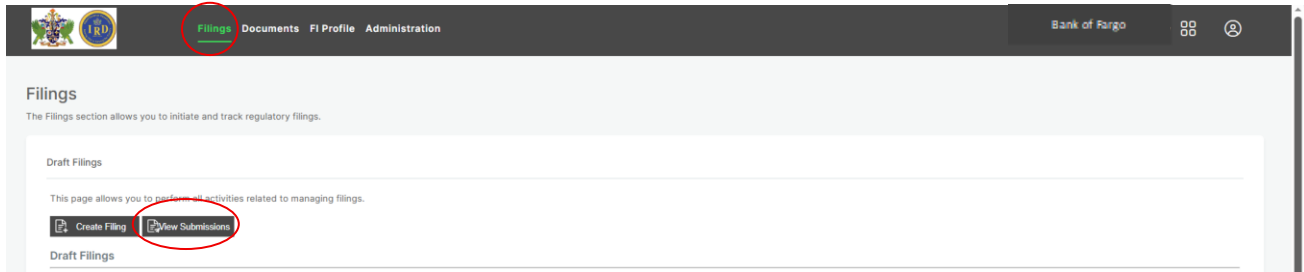 IRD
Filings Documents FI Profile Administration
Bank of Fargo
Filings
The Filings section allows you to initiate and track regulatory filings.
Draft Filings
This page allows you to perform all activities related to managing filings.
Create Filing View Submissions
Draft Filings